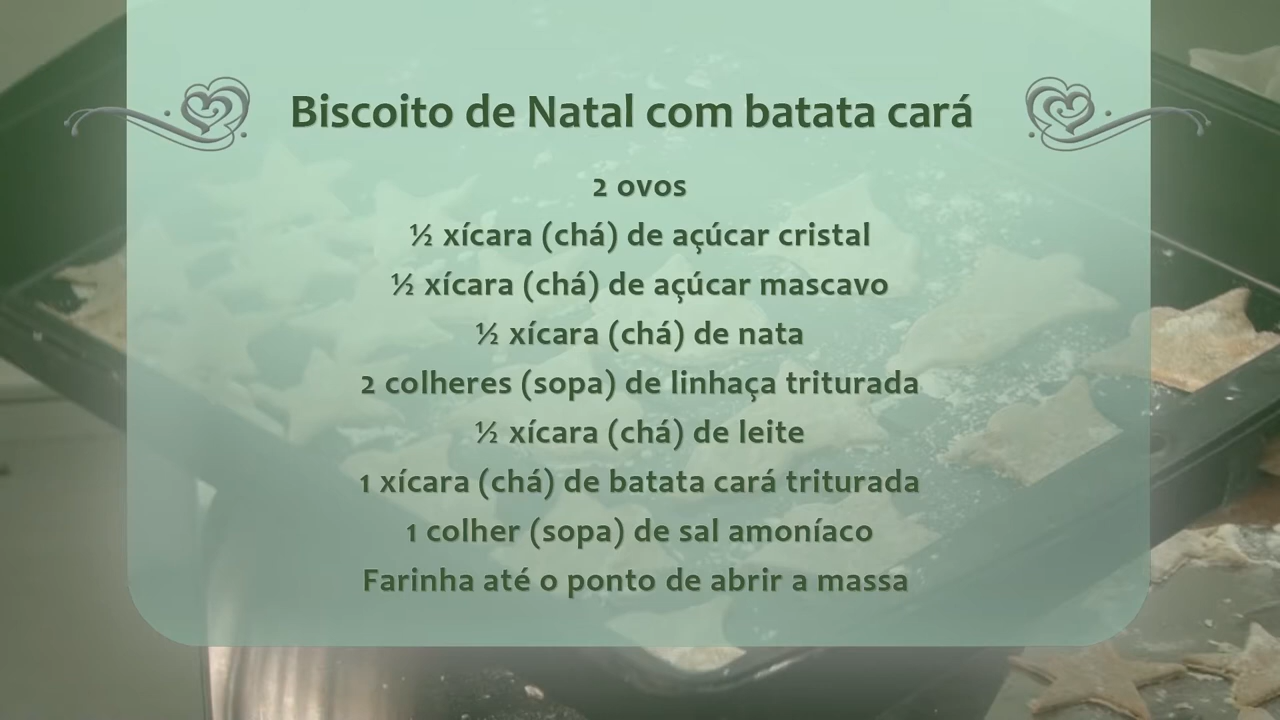 Biscoito de Natal com batata cará
2 ovos
½ xícara (chá) de açúcar cristal
½ xícara (chá) de açúcar mascavo
½ xícara (chá) de nata
2 colheres (sopa) de linhaça triturada
½ xícara (chá) de leite
1 xícara (chá) de batata cará triturada
1 colher (sopa) de sal amoníaco
Farinha até o ponto de abrir a massa